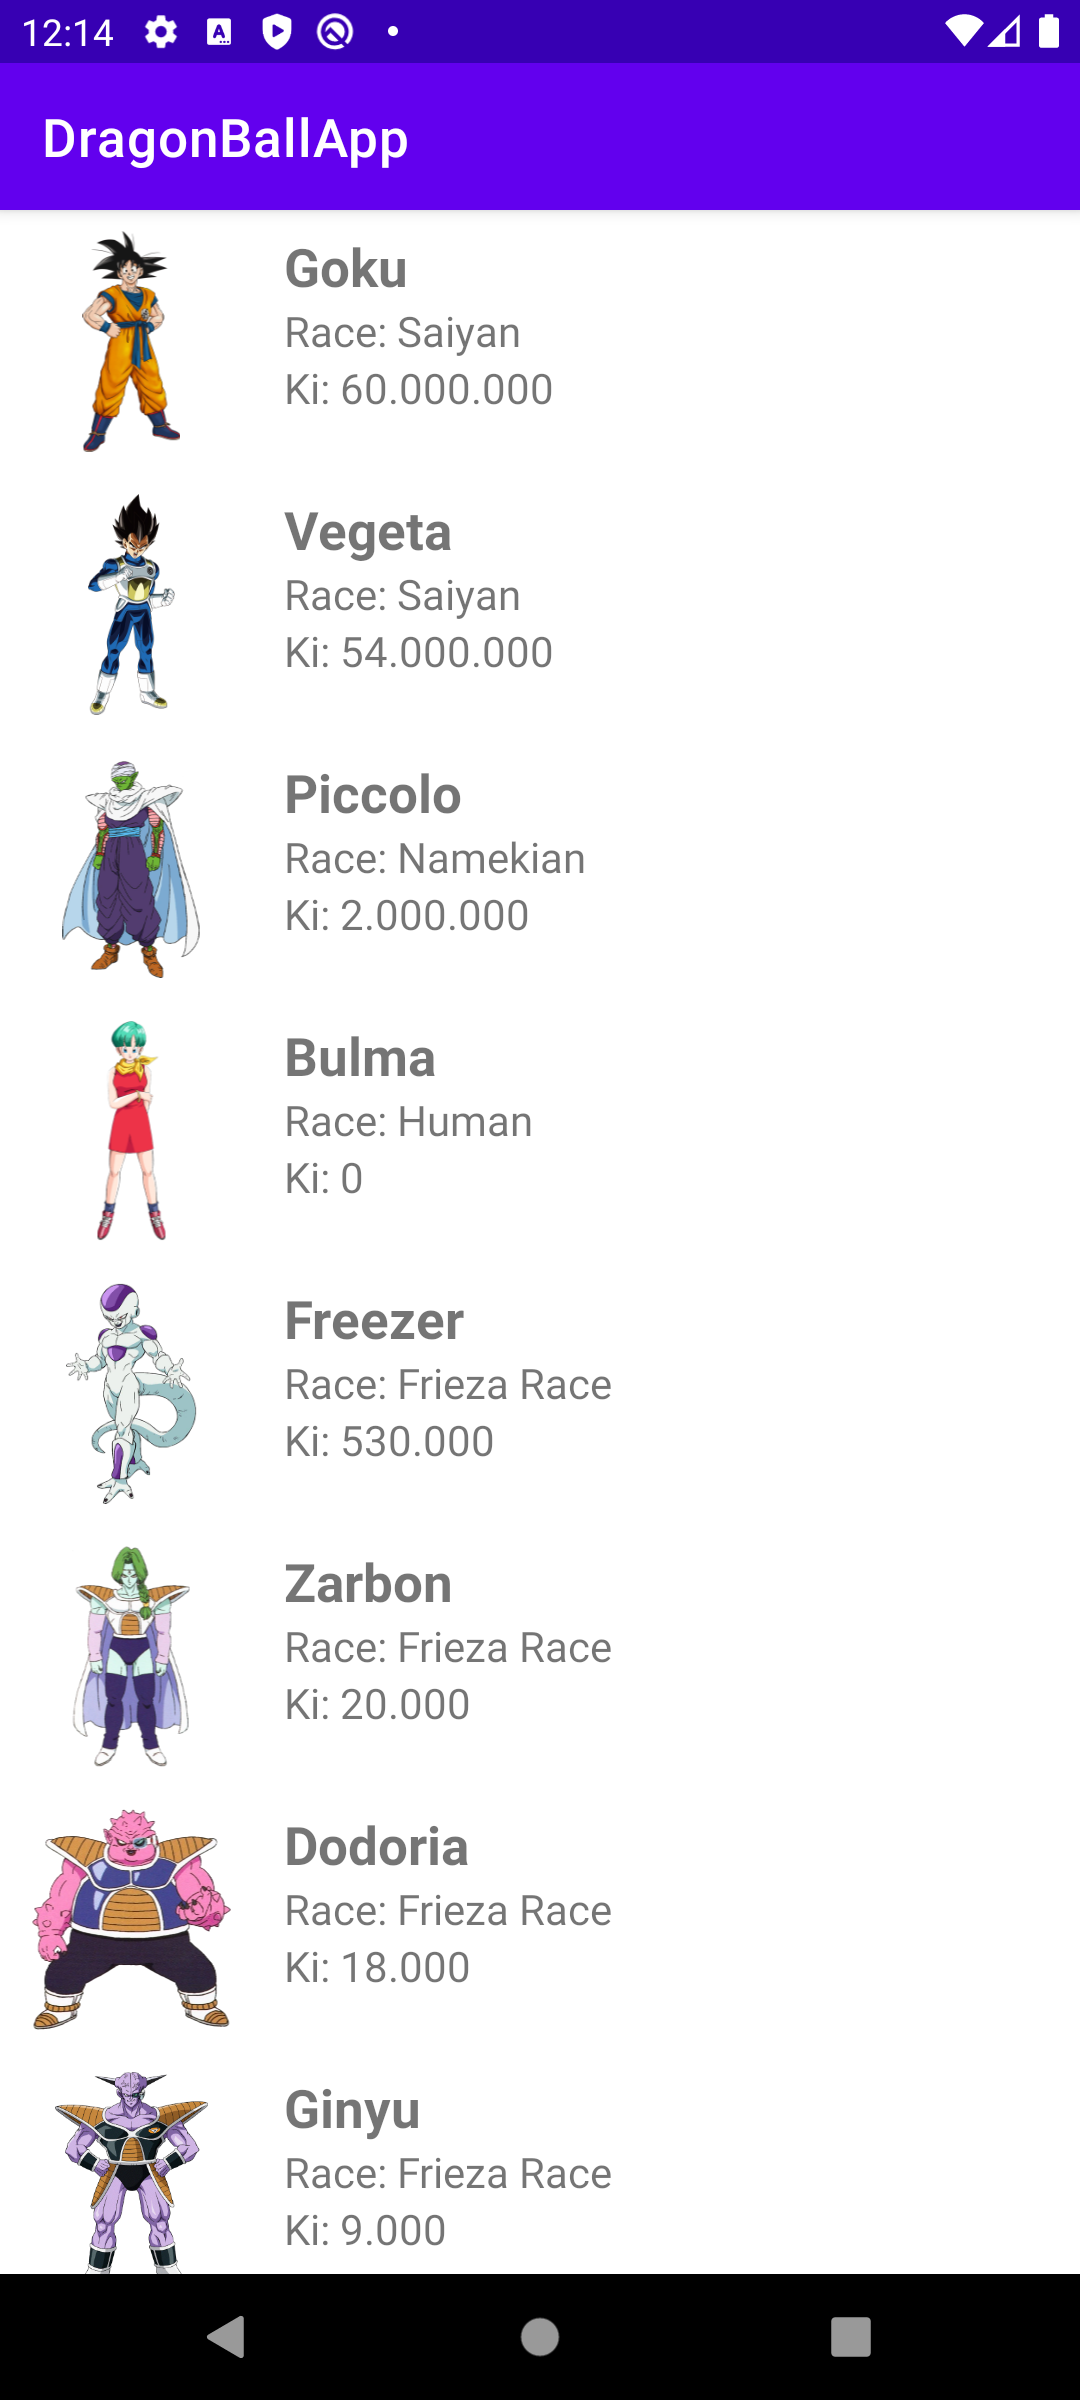 12:14
DragonBallApp
Goku
Race: Saiyan
Ki: 60.000.000
Vegeta
Race: Saiyan
Ki: 54.000.000
Piccolo
Race: Namekian
Ki: 2.000.000
Bulma
Race: Human
Ki: 0
Freezer
Race: Frieza Race
Ki: 530.000
Zarbon
Race: Frieza Race
Ki: 20.000
Dodoria
Race: Frieza Race
Ki: 18.000
Ginyu
Race: Frieza Race
Ki: 9.000